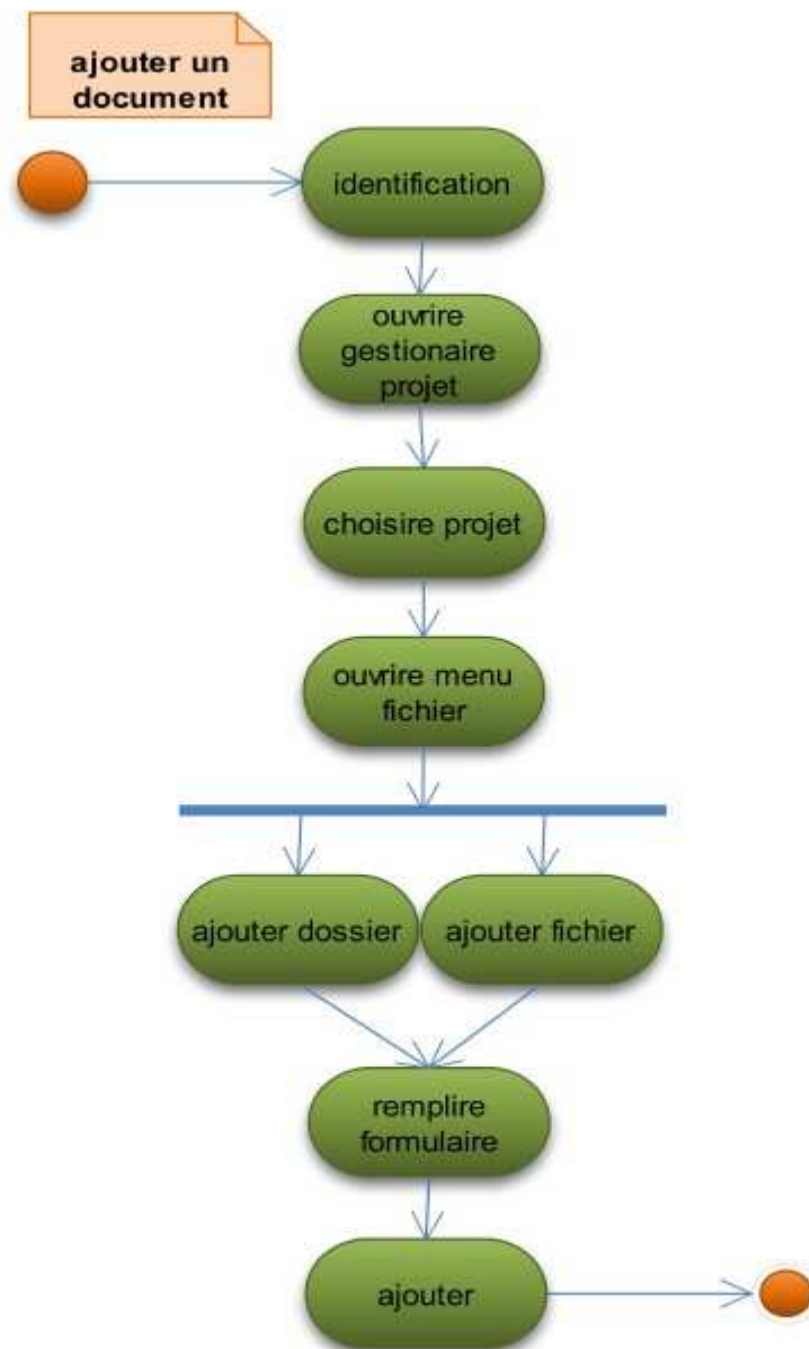 ajouter un
document
identification
ouvrire
gestionaire
projet
choisire projet
ouvrire menu
fichier
ajouter dossier
ajouter fichier
remplire
formulaire
ajouter